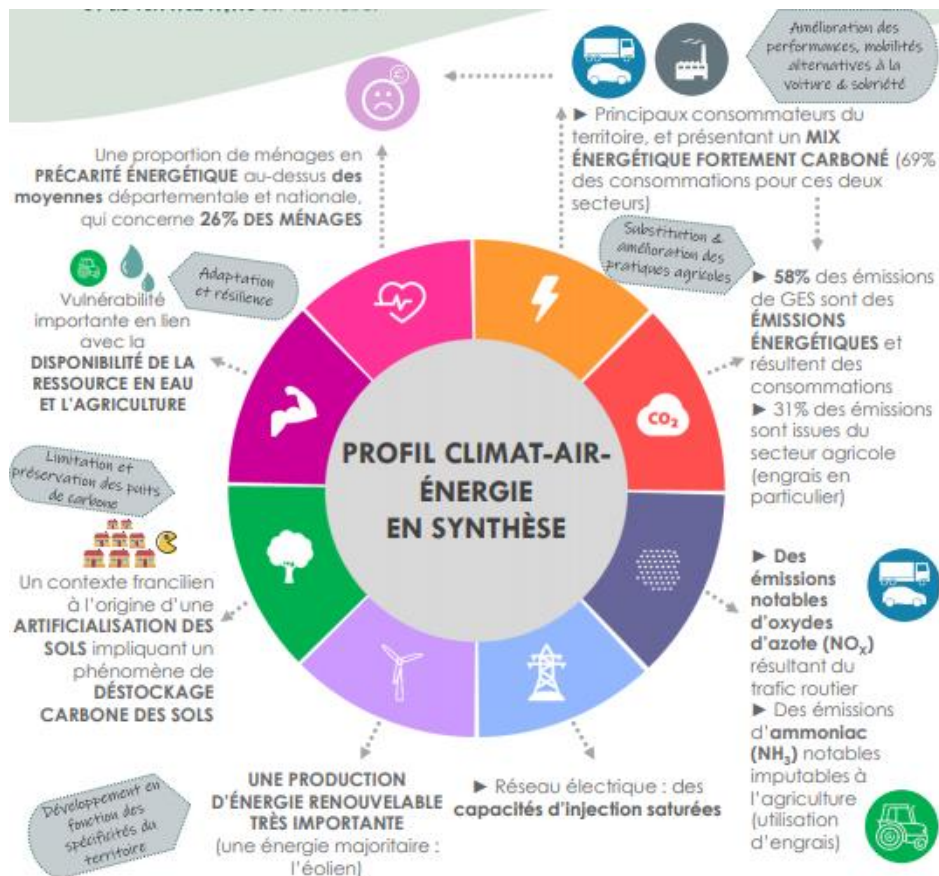 Amélioration des
performances, mobilités
alternatives à la
voiture & sobriété
► Principaux consommateurs du
territoire, et présentant un MIX
ÉNERGÉTIQUE FORTEMENT CARBONÉ (69%
des consommations pour ces deux
secteurs)
Une proportion de ménages en
PRÉCARITÉ ÉNERGÉTIQUE au-dessus des
moyennes départementale et nationale,
qui concerne 26% DES MÉNAGES
Substitution &
amélioration des
pratiques agricoles
Adaptation
et résilience
Vulnérabilité
importante en lien
avec la
DISPONIBILITÉ DE LA
RESSOURCE EN EAU
ET L'AGRICULTURE
► 58% des émissions
de GES sont des
ÉMISSIONS
ÉNERGÉTIQUES et
résultent des
consommations
► 31% des émissions
sont issues du
secteur agricole
(engrais en
particulier)
CO₂
PROFIL CLIMAT-AIR-
ÉNERGIE
EN SYNTHÈSE
Limitation et
préservation des puits
de carbone
Un contexte francilien
à l'origine d'une
ARTIFICIALISATION DES
SOLS impliquant un
phénomène de
DÉSTOCKAGE
CARBONE DES SOLS
► Des
émissions
notables
d'oxydes
d'azote (NOₓ)
résultant du
trafic routier
► Des émissions
d'ammoniac
(NH₃) notables
imputables à
l'agriculture
(utilisation
d'engrais)
Développement en
fonction des
spécificités du
territoire
UNE PRODUCTION
D'ÉNERGIE RENOUVELABLE
TRÈS IMPORTANTE
(une énergie majoritaire :
l'éolien)
► Réseau électrique : des
capacités d'injection saturées